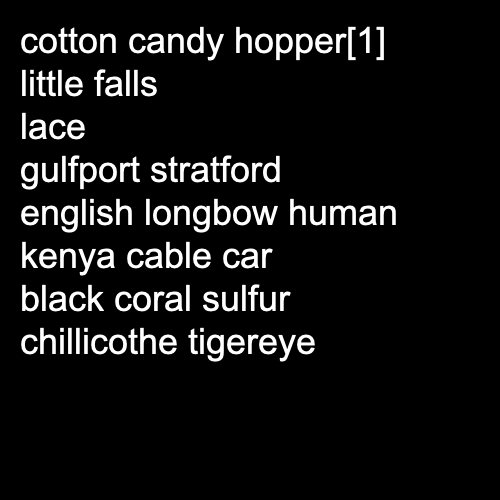 cotton candy hopper[1]
little falls
lace
gulfport stratford
english longbow human
kenya cable car
black coral sulfur
chillicothe tigereye